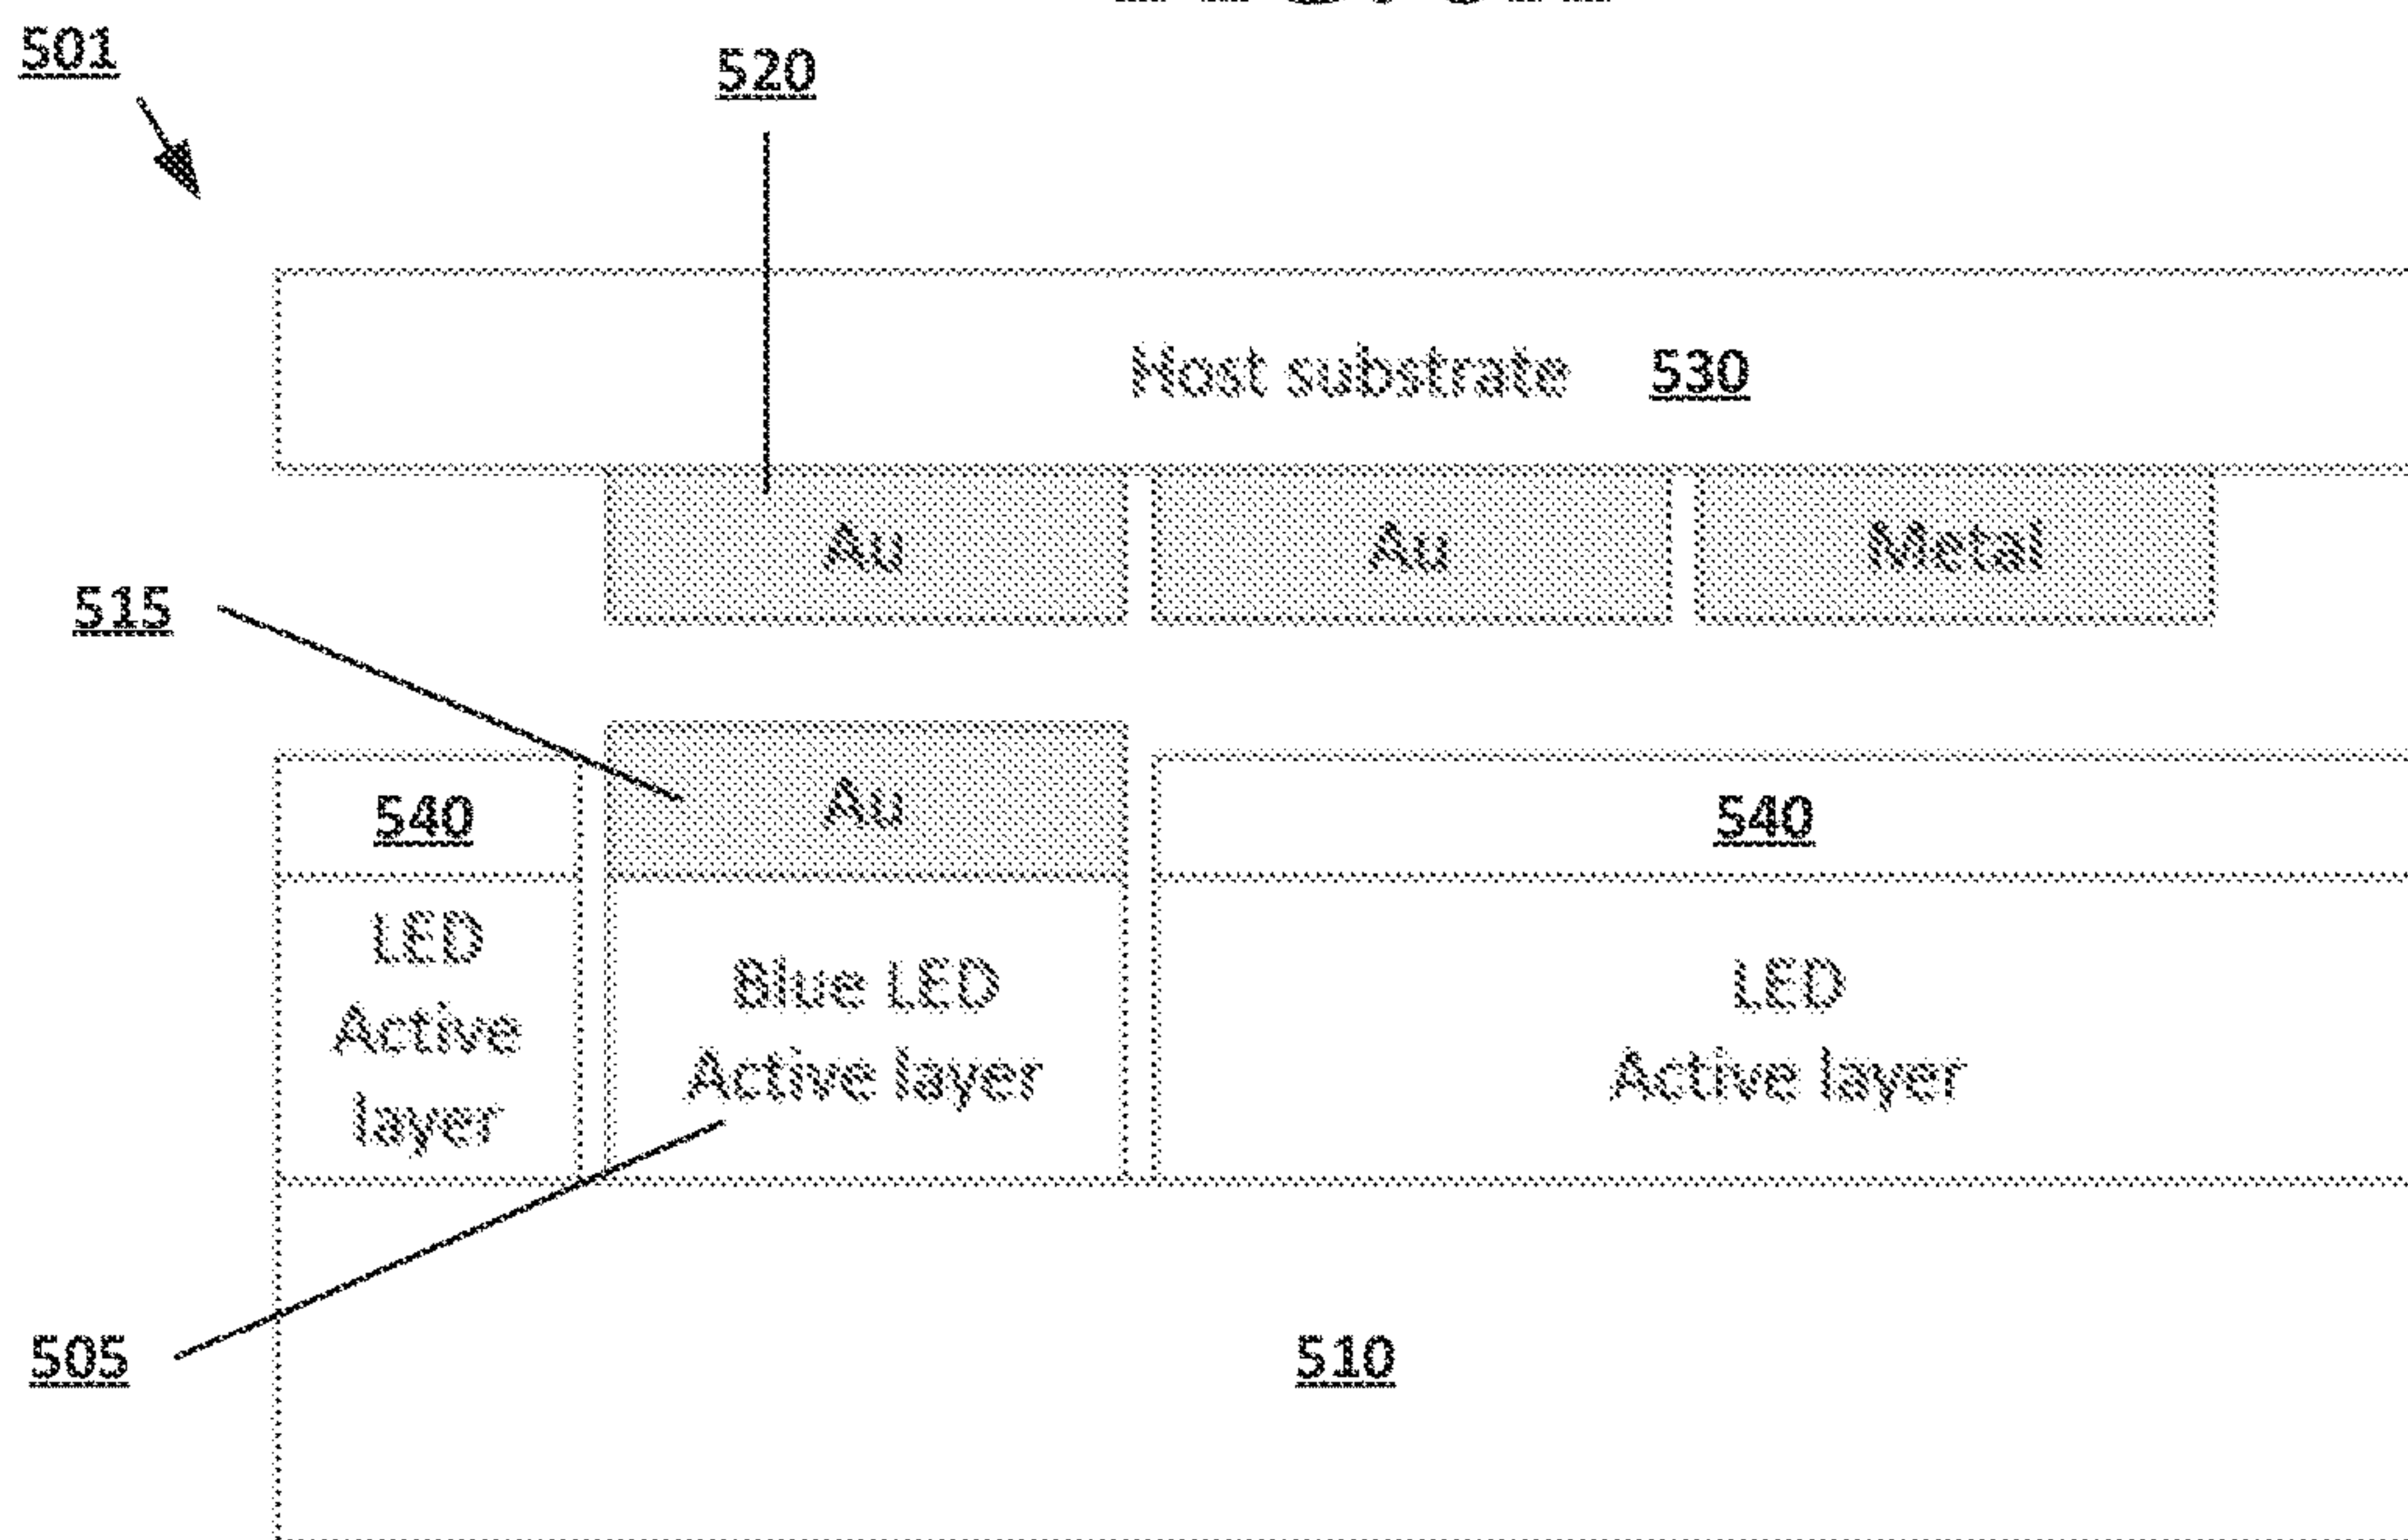 501
520
Host substrate 530
Au Au Metal
515
540 Au 540
LED
Active
layer
Blue LED
Active layer
LED
Active layer
505
510